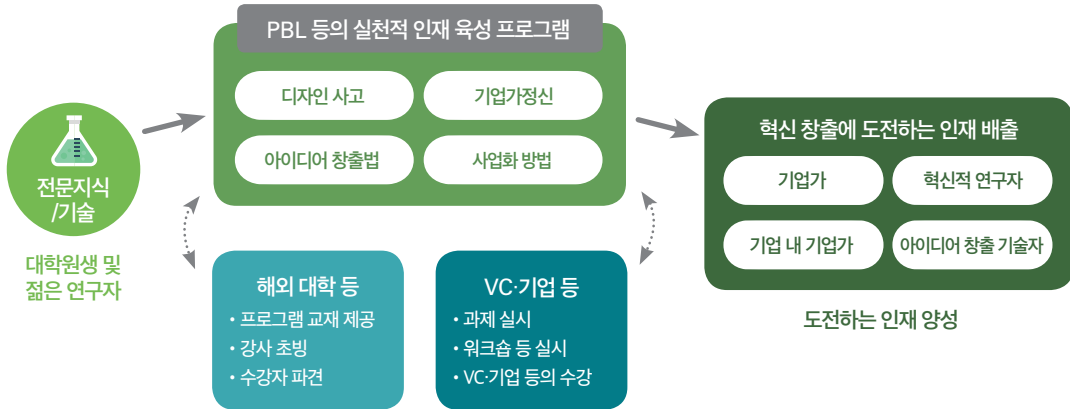 PBL 등의 실천적 인재 육성 프로그램
디자인 사고
기업가정신
아이디어 창출법
사업화 방법
전문지식
/기술
대학원생 및
젊은 연구자
해외 대학 등
• 프로그램 교재 제공
• 강사 초빙
• 수강자 파견
VC·기업 등
• 과제 실시
• 워크숍 등 실시
• VC·기업 등의 수강
혁신 창출에 도전하는 인재 배출
기업가
혁신적 연구자
기업 내 기업가
아이디어 창출 기술자
도전하는 인재 양성